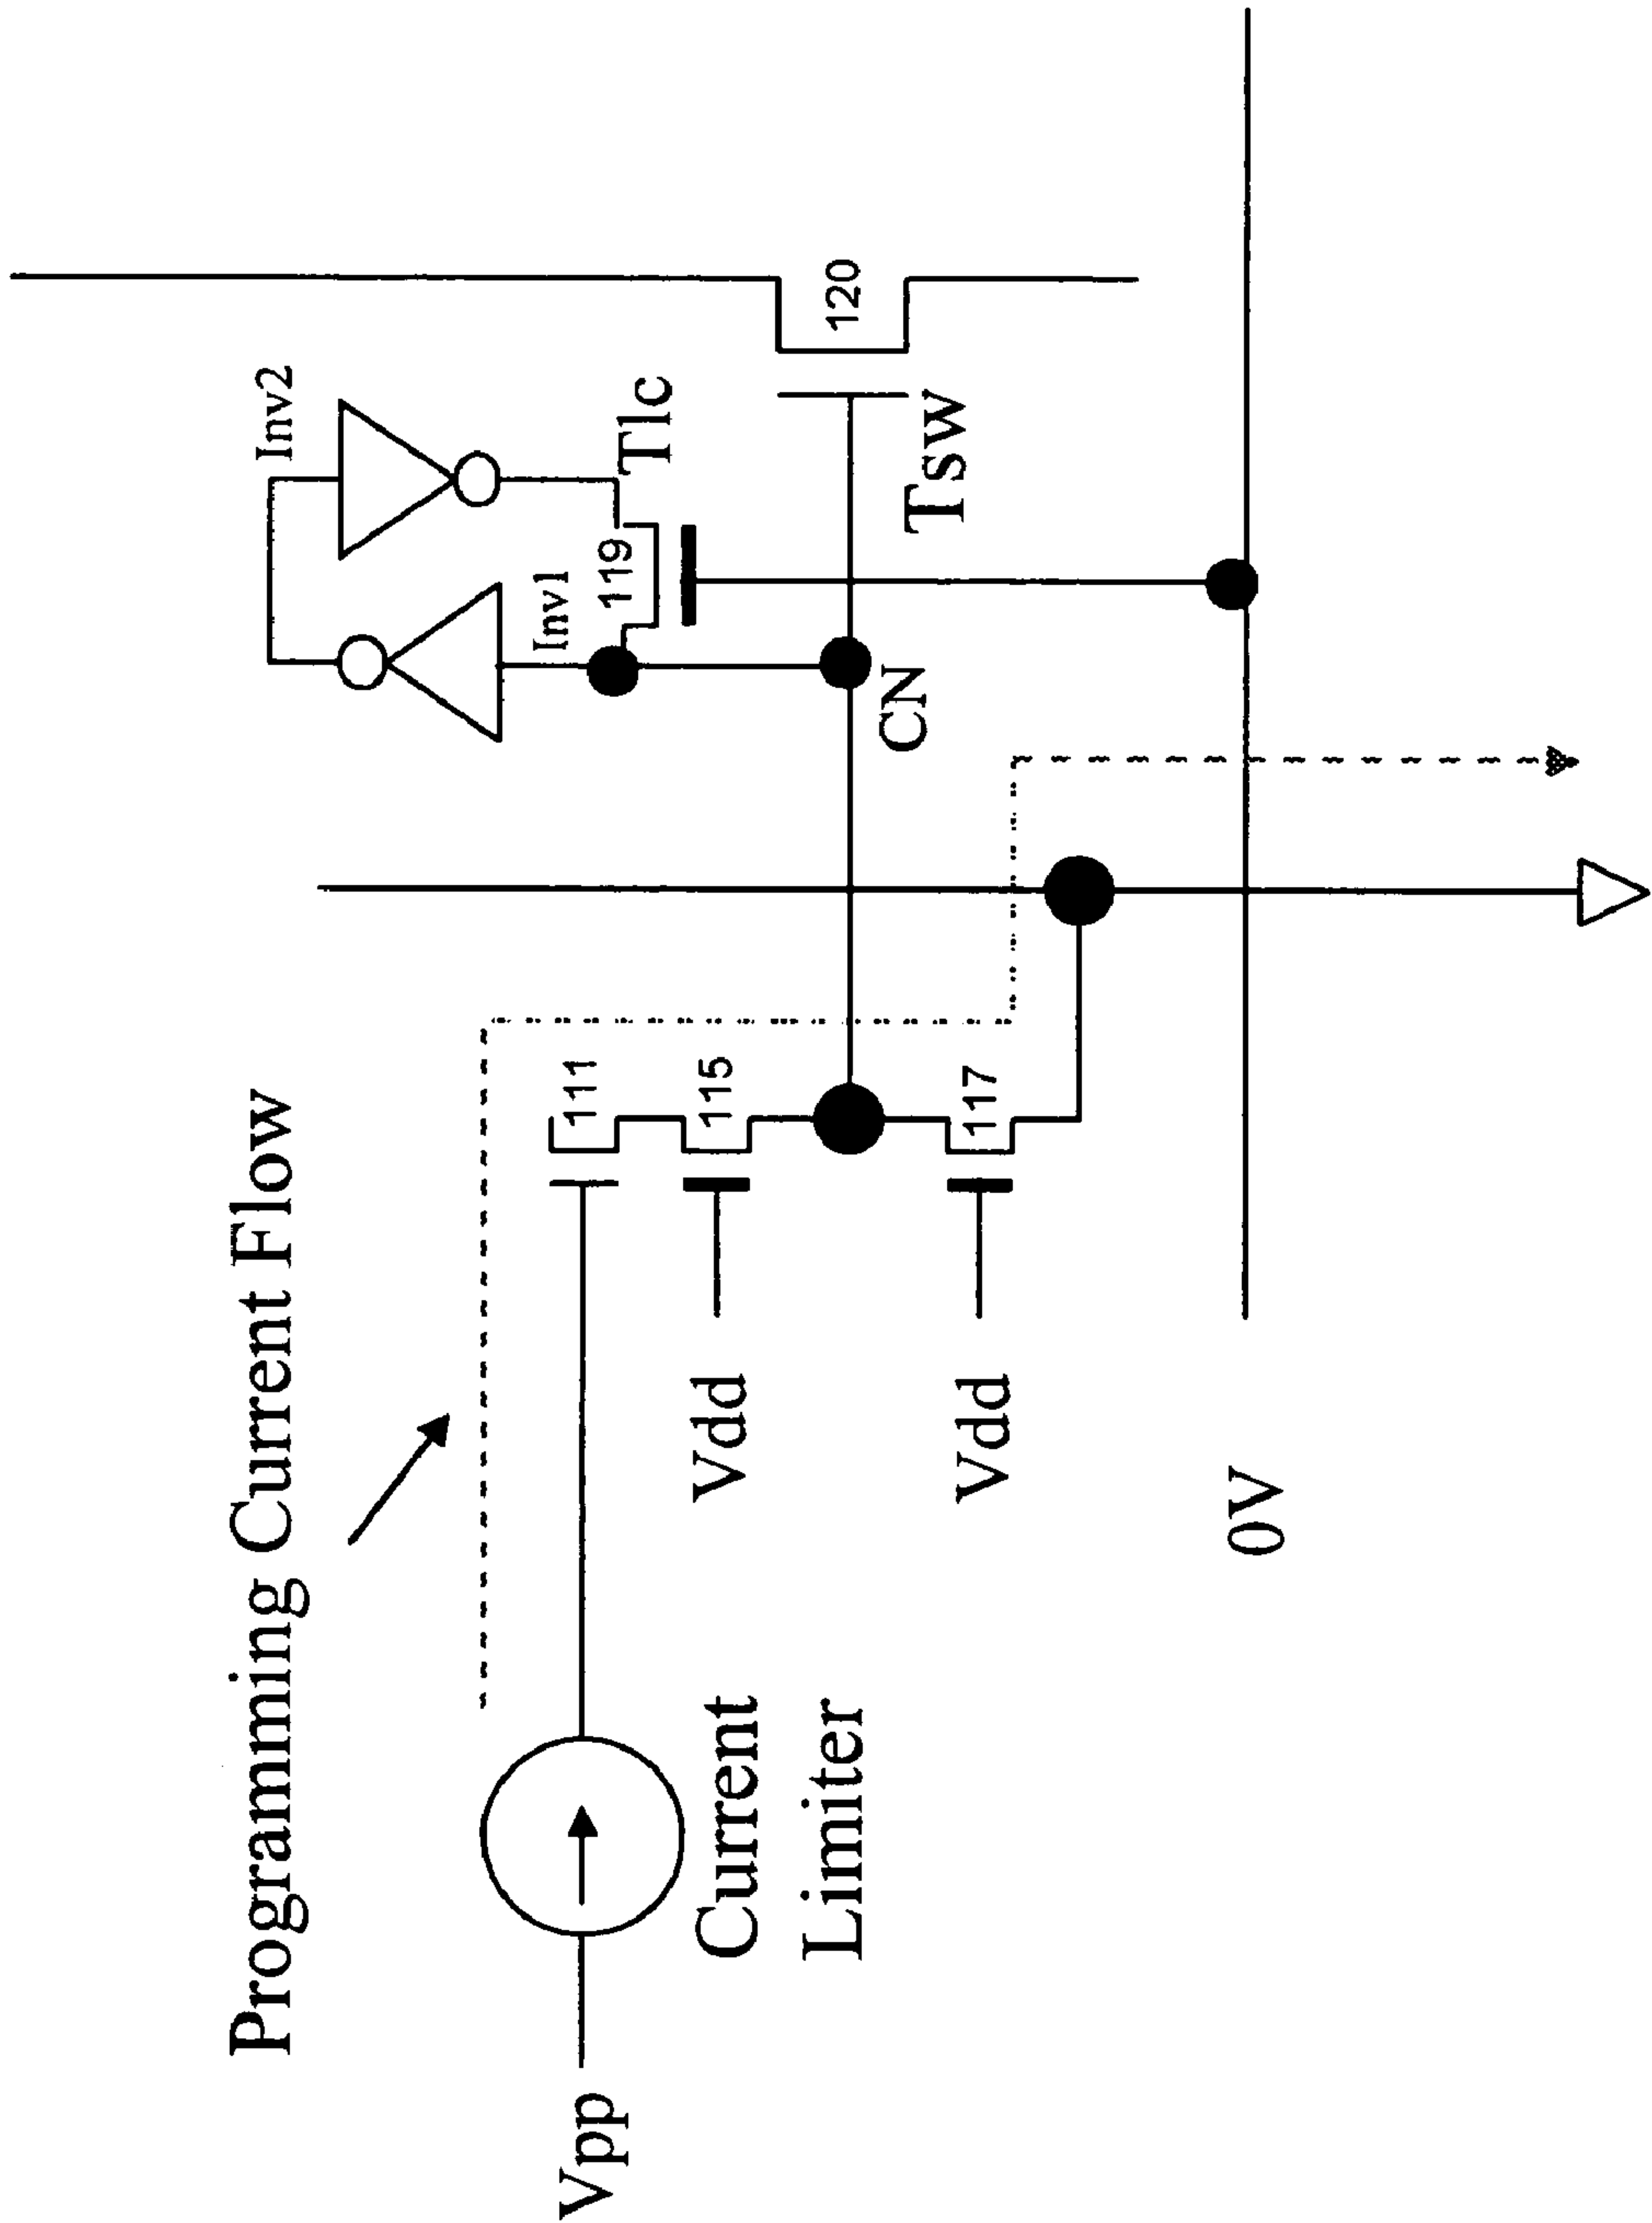 Programming Current Flow
Vpp
Current
Limiter
111
Vdd
115
Vdd
117
0V
CN
Inv1
Inv2
119
Tlc
Tsw
120